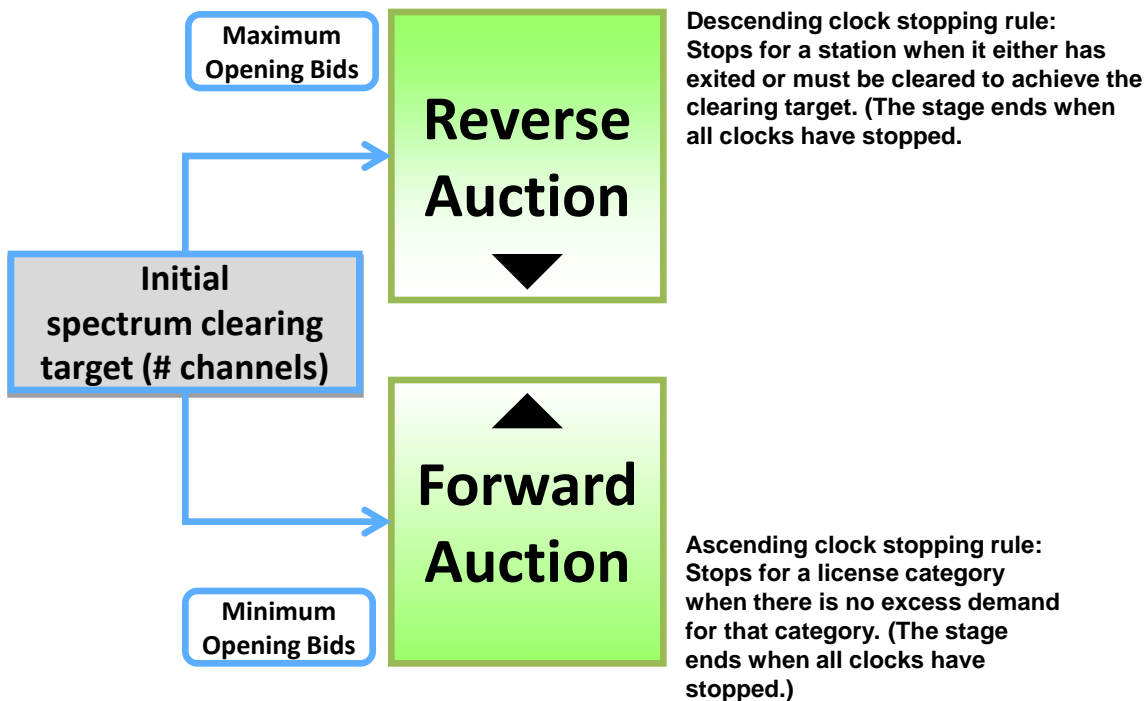 Maximum
Opening Bids
Reverse
Auction
Descending clock stopping rule:
Stops for a station when it either has
exited or must be cleared to achieve the
clearing target. (The stage ends when
all clocks have stopped.
Initial
spectrum clearing
target (# channels)
Forward
Auction
Minimum
Opening Bids
Ascending clock stopping rule:
Stops for a license category
when there is no excess demand
for that category. (The stage
ends when all clocks have
stopped.)